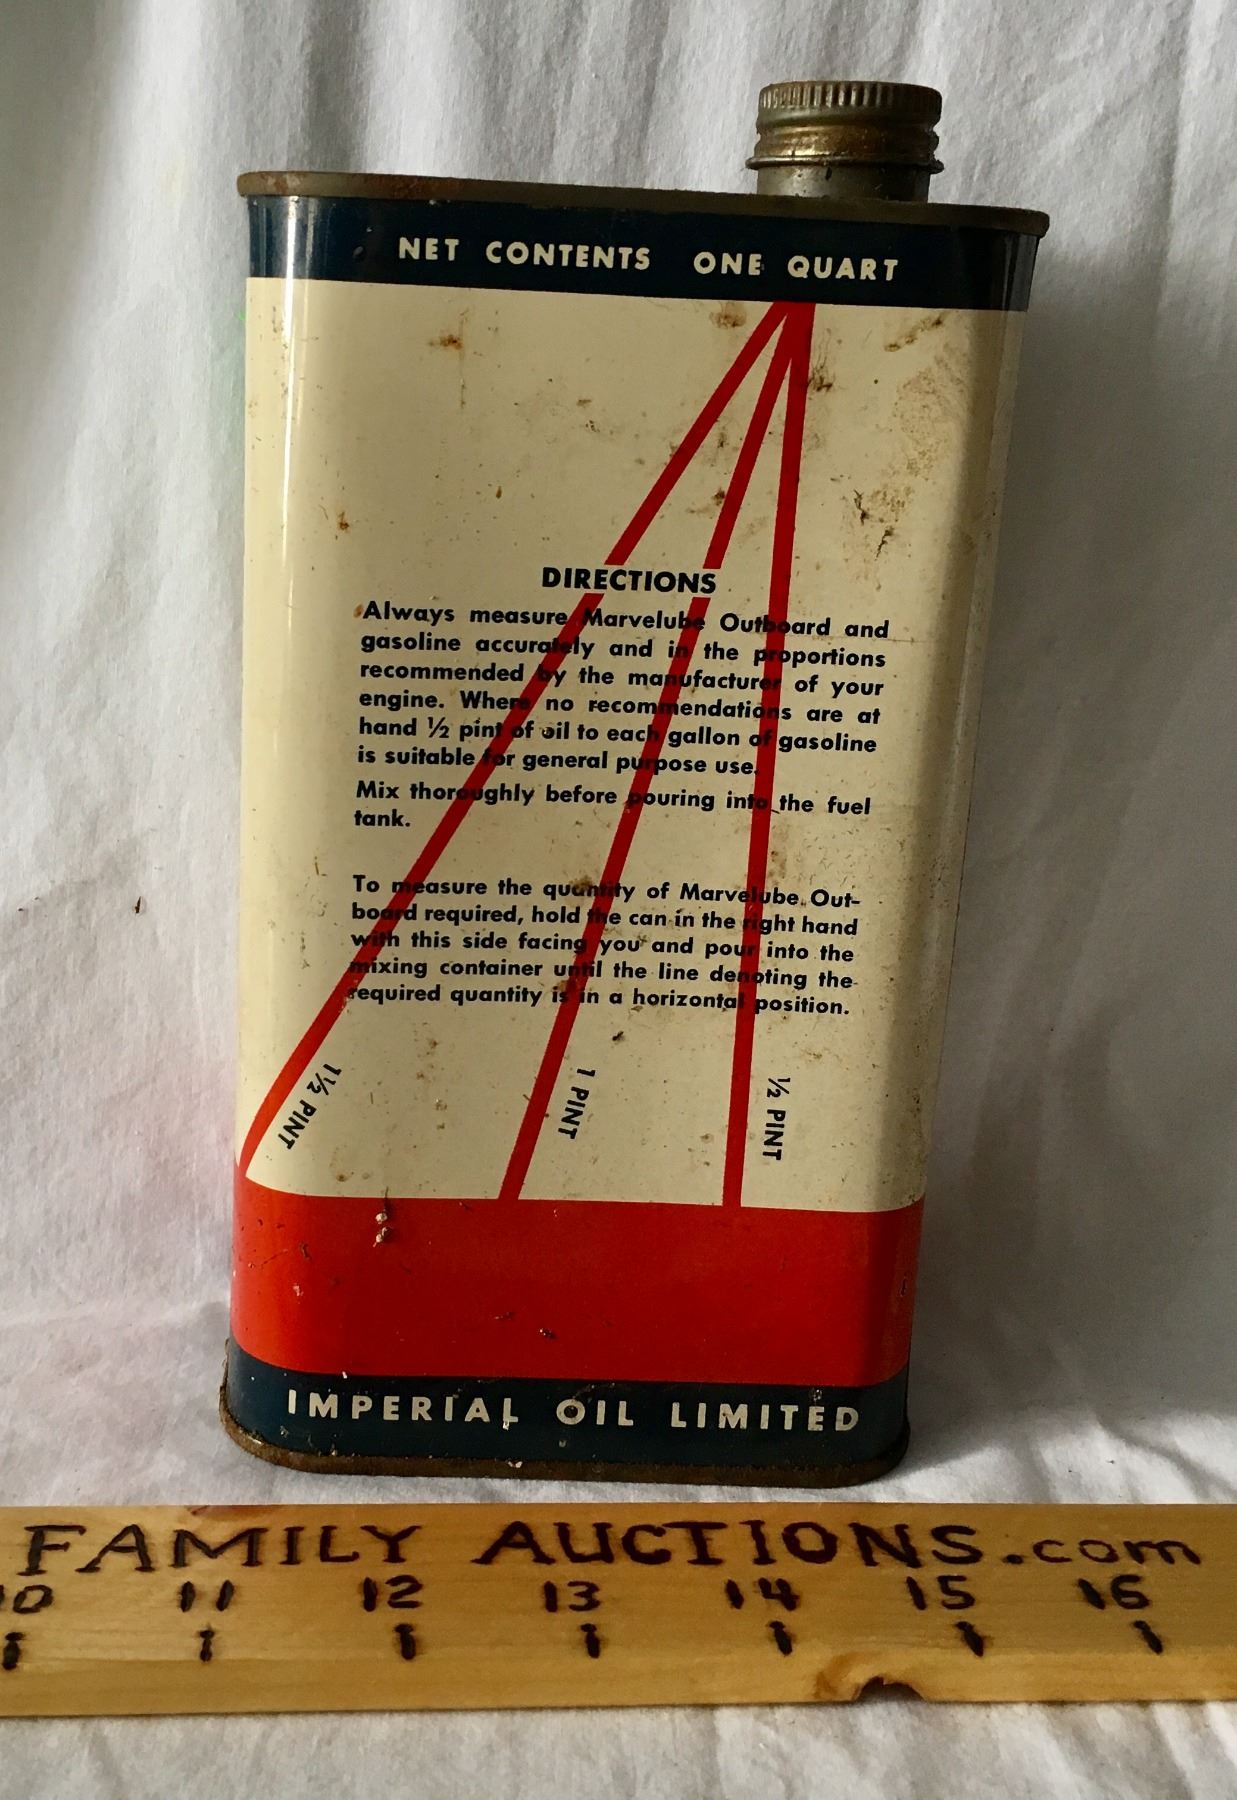 NET CONTENTS ONE QUART
DIRECTIONS
Always measure Marvelube Outboard and
gasoline accurately and in the proportions
recommended by the manufacturer of your
engine. Where no recommendations are at
hand ½ pint of oil to each gallon of gasoline
is suitable for general purpose use.
Mix thoroughly before pouring into the fuel
tank.
To measure the quantity of Marvelube Out-
board required, hold the can in the right hand
with this side facing you and pour into the
mixing container until the line denoting the
required quantity is in a horizontal position.
1½ PINT
1 PINT
½ PINT
IMPERIAL OIL LIMITED
FAMILY AUCTIONS.com
10 11 12 13 14 15 16